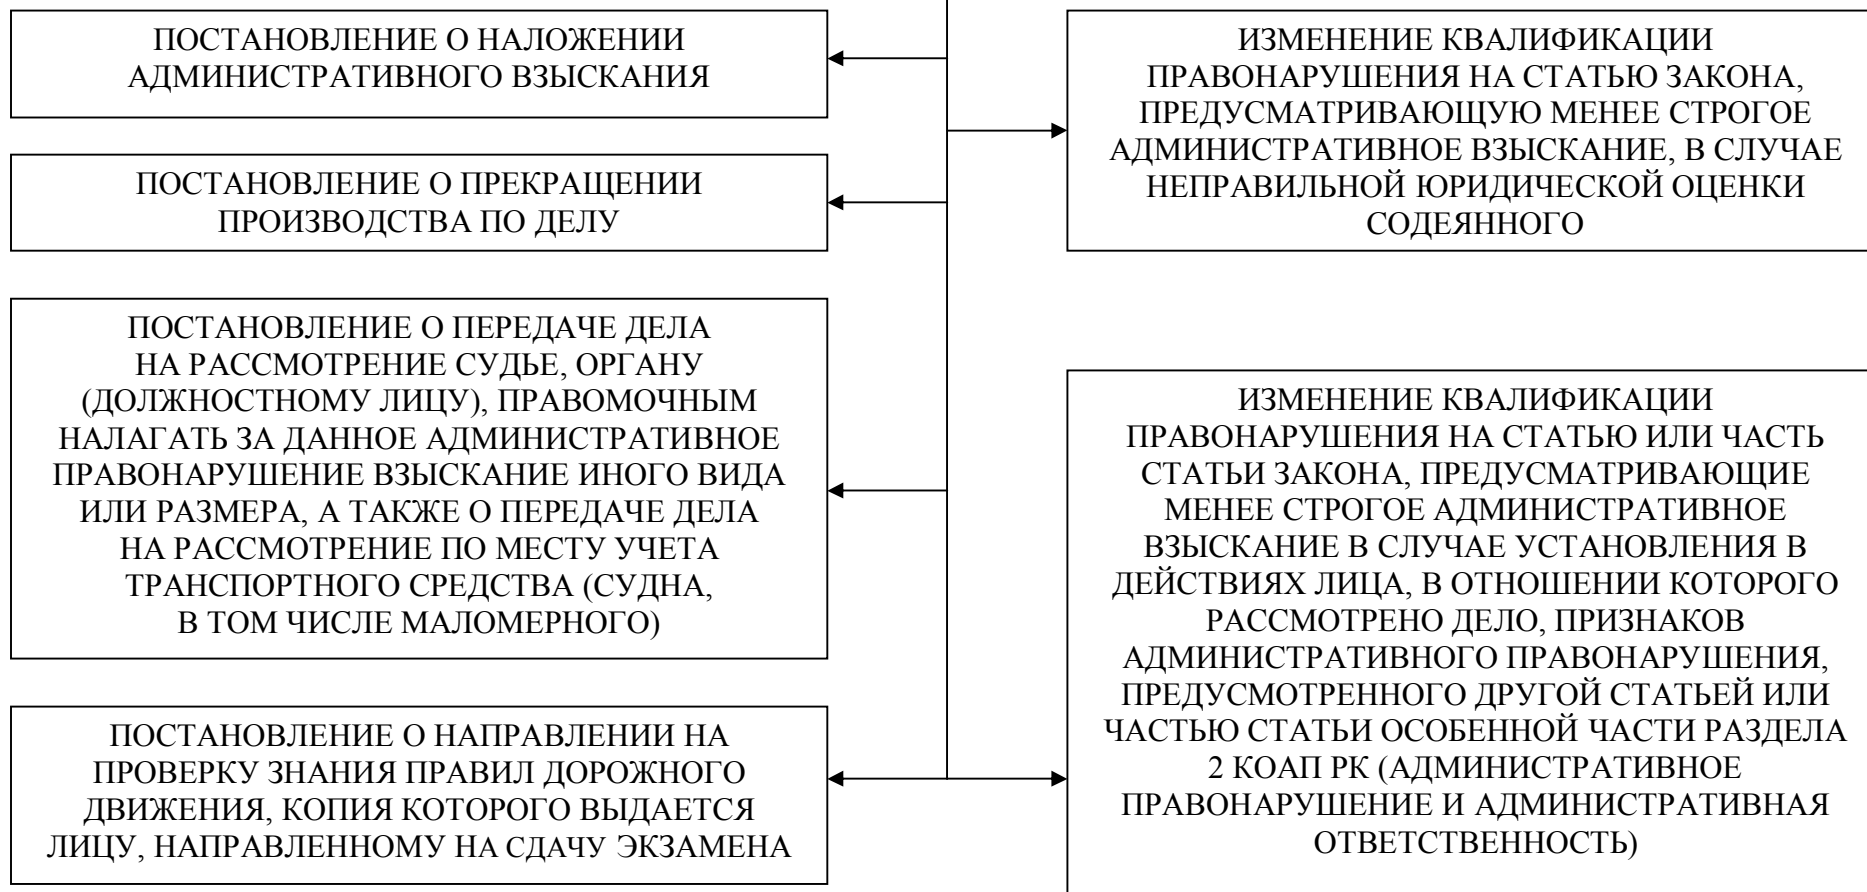 ПОСТАНОВЛЕНИЕ О НАЛОЖЕНИИ
АДМИНИСТРАТИВНОГО ВЗЫСКАНИЯ
ПОСТАНОВЛЕНИЕ О ПРЕКРАЩЕНИИ
ПРОИЗВОДСТВА ПО ДЕЛУ
ПОСТАНОВЛЕНИЕ О ПЕРЕДАЧЕ ДЕЛА
НА РАССМОТРЕНИЕ СУДЬЕ, ОРГАНУ
(ДОЛЖНОСТНОМУ ЛИЦУ), ПРАВОМОЧНЫМ
НАЛАГАТЬ ЗА ДАННОЕ АДМИНИСТРАТИВНОЕ
ПРАВОНАРУШЕНИЕ ВЗЫСКАНИЕ ИНОГО ВИДА
ИЛИ РАЗМЕРА, А ТАКЖЕ О ПЕРЕДАЧЕ ДЕЛА
НА РАССМОТРЕНИЕ ПО МЕСТУ УЧЕТА
ТРАНСПОРТНОГО СРЕДСТВА (СУДНА,
В ТОМ ЧИСЛЕ МАЛОМЕРНОГО)
ПОСТАНОВЛЕНИЕ О НАПРАВЛЕНИИ НА
ПРОВЕРКУ ЗНАНИЯ ПРАВИЛ ДОРОЖНОГО
ДВИЖЕНИЯ, КОПИЯ КОТОРОГО ВЫДАЕТСЯ
ЛИЦУ, НАПРАВЛЕННОМУ НА СДАЧУ ЭКЗАМЕНА
ИЗМЕНЕНИЕ КВАЛИФИКАЦИИ
ПРАВОНАРУШЕНИЯ НА СТАТЬЮ ЗАКОНА,
ПРЕДУСМАТРИВАЮЩУЮ МЕНЕЕ СТРОГОЕ
АДМИНИСТРАТИВНОЕ ВЗЫСКАНИЕ, В СЛУЧАЕ
НЕПРАВИЛЬНОЙ ЮРИДИЧЕСКОЙ ОЦЕНКИ
СОДЕЯННОГО
ИЗМЕНЕНИЕ КВАЛИФИКАЦИИ
ПРАВОНАРУШЕНИЯ НА СТАТЬЮ ИЛИ ЧАСТЬ
СТАТЬИ ЗАКОНА, ПРЕДУСМАТРИВАЮЩИЕ
МЕНЕЕ СТРОГОЕ АДМИНИСТРАТИВНОЕ
ВЗЫСКАНИЕ В СЛУЧАЕ УСТАНОВЛЕНИЯ В
ДЕЙСТВИЯХ ЛИЦА, В ОТНОШЕНИИ КОТОРОГО
РАССМОТРЕНО ДЕЛО, ПРИЗНАКОВ
АДМИНИСТРАТИВНОГО ПРАВОНАРУШЕНИЯ,
ПРЕДУСМОТРЕННОГО ДРУГОЙ СТАТЬЕЙ ИЛИ
ЧАСТЬЮ СТАТЬИ ОСОБЕННОЙ ЧАСТИ РАЗДЕЛА
2 КОАП РК (АДМИНИСТРАТИВНОЕ
ПРАВОНАРУШЕНИЕ И АДМИНИСТРАТИВНАЯ
ОТВЕТСТВЕННОСТЬ)